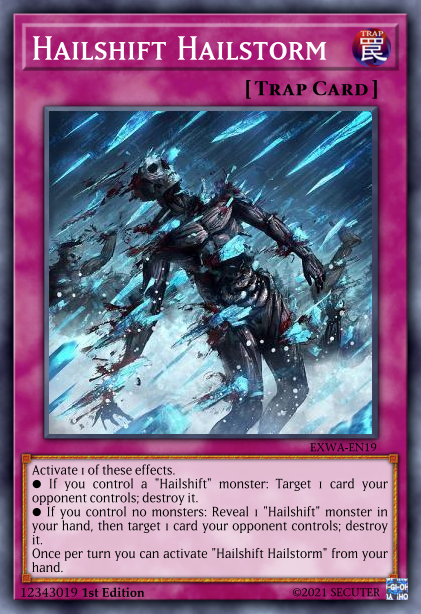 Hailshift Hailstorm
TRAP
罠
[Trap Card]
EXWA-EN19
Activate 1 of these effects.
● If you control a "Hailshift" monster: Target 1 card your
opponent controls; destroy it.
● If you control no monsters: Reveal 1 "Hailshift" monster in
your hand, then target 1 card your opponent controls; destroy
it.
Once per turn you can activate "Hailshift Hailstorm" from your
hand.
12343019 1st Edition
©2021 SECUTER